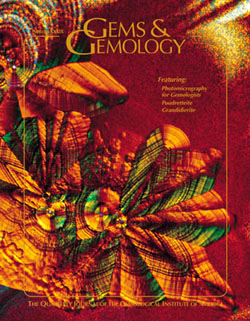 GEMS &
GEMOLOGY
Featuring:
Photomicrography
for Gemologists
Poudretteite
Grandidierite
THE QUARTERLY JOURNAL OF THE GEMOLOGICAL INSTITUTE OF AMERICA